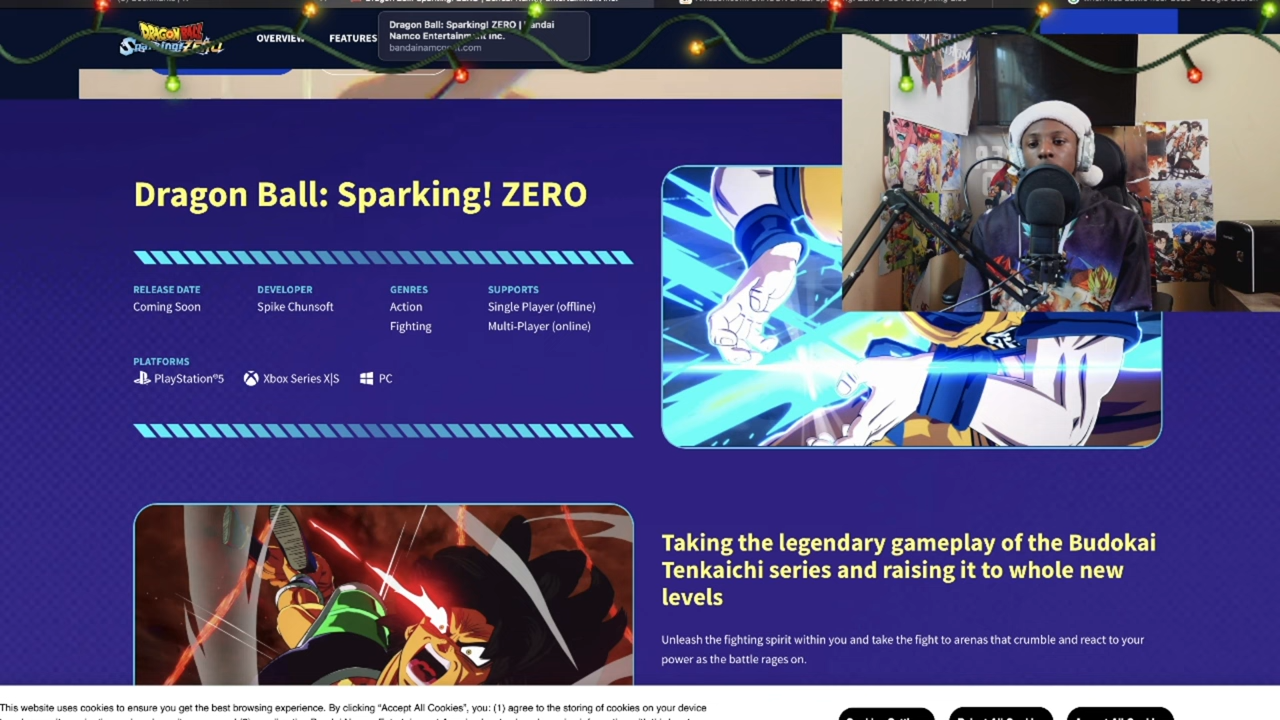 Dragon Ball: Sparking! ZERO | Bandai
Namco Entertainment Inc.
DRAGON BALL
Sparking! ZERO
OVERVIEW
FEATURES
Dragon Ball: Sparking! ZERO
RELEASE DATE
Coming Soon
DEVELOPER
Spike Chunsoft
GENRES
Action
Fighting
SUPPORTS
Single Player (offline)
Multi-Player (online)
PLATFORMS
PlayStation®5
Xbox Series X|S
PC
Taking the legendary gameplay of the Budokai
Tenkaichi series and raising it to whole new
levels
Unleash the fighting spirit within you and take the fight to arenas that crumble and react to your
power as the battle rages on.
This website uses cookies to ensure you get the best browsing experience. By clicking “Accept All Cookies”, you: (1) agree to the storing of cookies on your device